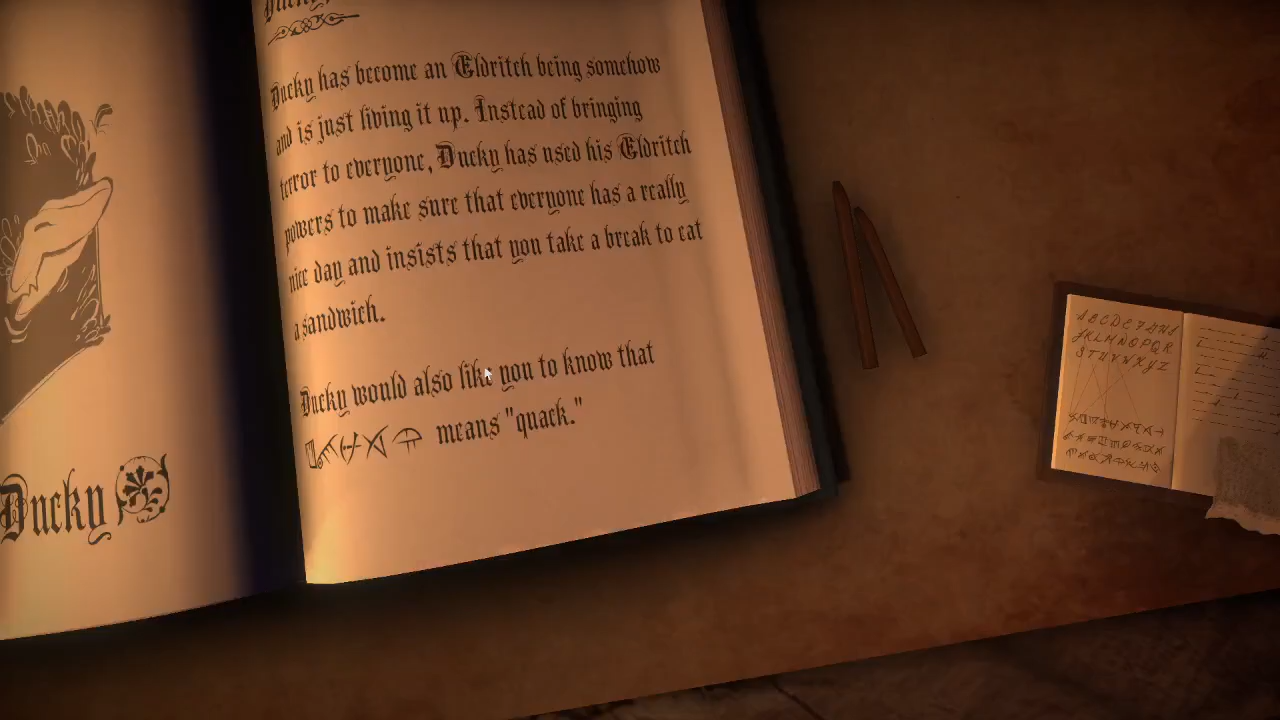 Ducky
Ducky has become an Eldritch being somehow
and is just living it up. Instead of bringing
terror to everyone, Ducky has used his Eldritch
powers to make sure that everyone has a really
nice day and insists that you take a break to eat
a sandwich.
Ducky would also like you to know that
means "quack."
Ducky